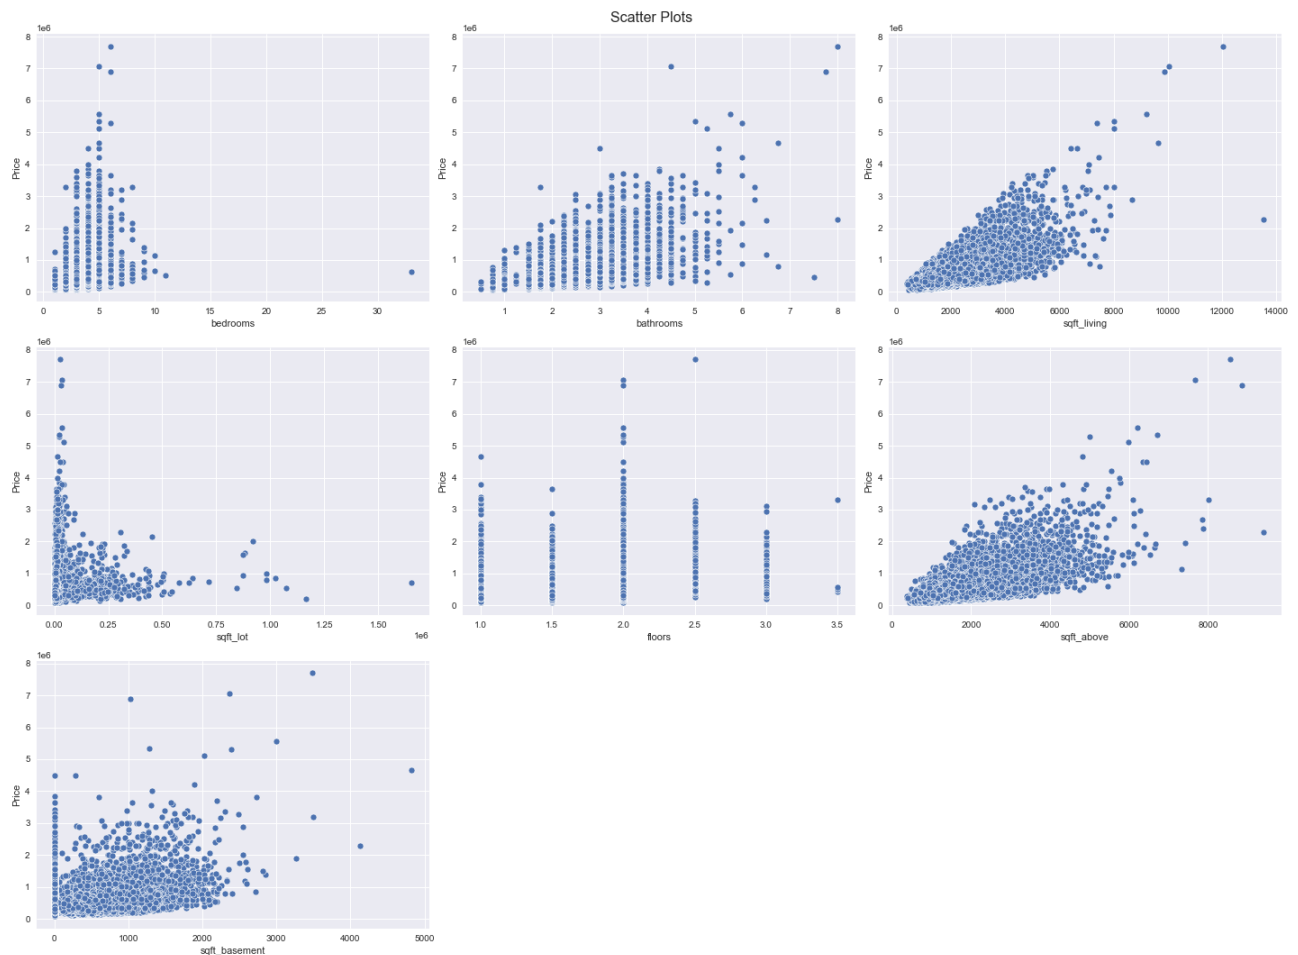 Scatter Plots
1e6
8
7
6
5
4
3
2
1
0
Price
0 5 10 15 20 25 30
bedrooms
1e6
8
7
6
5
4
3
2
1
0
Price
1 2 3 4 5 6 7 8
bathrooms
1e6
8
7
6
5
4
3
2
1
0
Price
0 2000 4000 6000 8000 10000 12000 14000
sqft_living
1e6
8
7
6
5
4
3
2
1
0
Price
0.00 0.25 0.50 0.75 1.00 1.25 1.50
sqft_lot
1e6
1e6
8
7
6
5
4
3
2
1
0
Price
1.0 1.5 2.0 2.5 3.0 3.5
floors
1e6
8
7
6
5
4
3
2
1
0
Price
2000 4000 6000 8000
sqft_above
1e6
8
7
6
5
4
3
2
1
0
Price
0 1000 2000 3000 4000 5000
sqft_basement